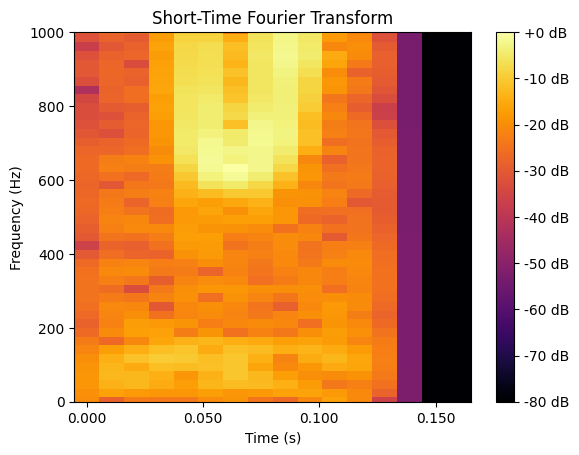 Short-Time Fourier Transform
1000
800
600
400
200
0
Frequency (Hz)
0.000
0.050
0.100
0.150
Time (s)
+0 dB
-10 dB
-20 dB
-30 dB
-40 dB
-50 dB
-60 dB
-70 dB
-80 dB